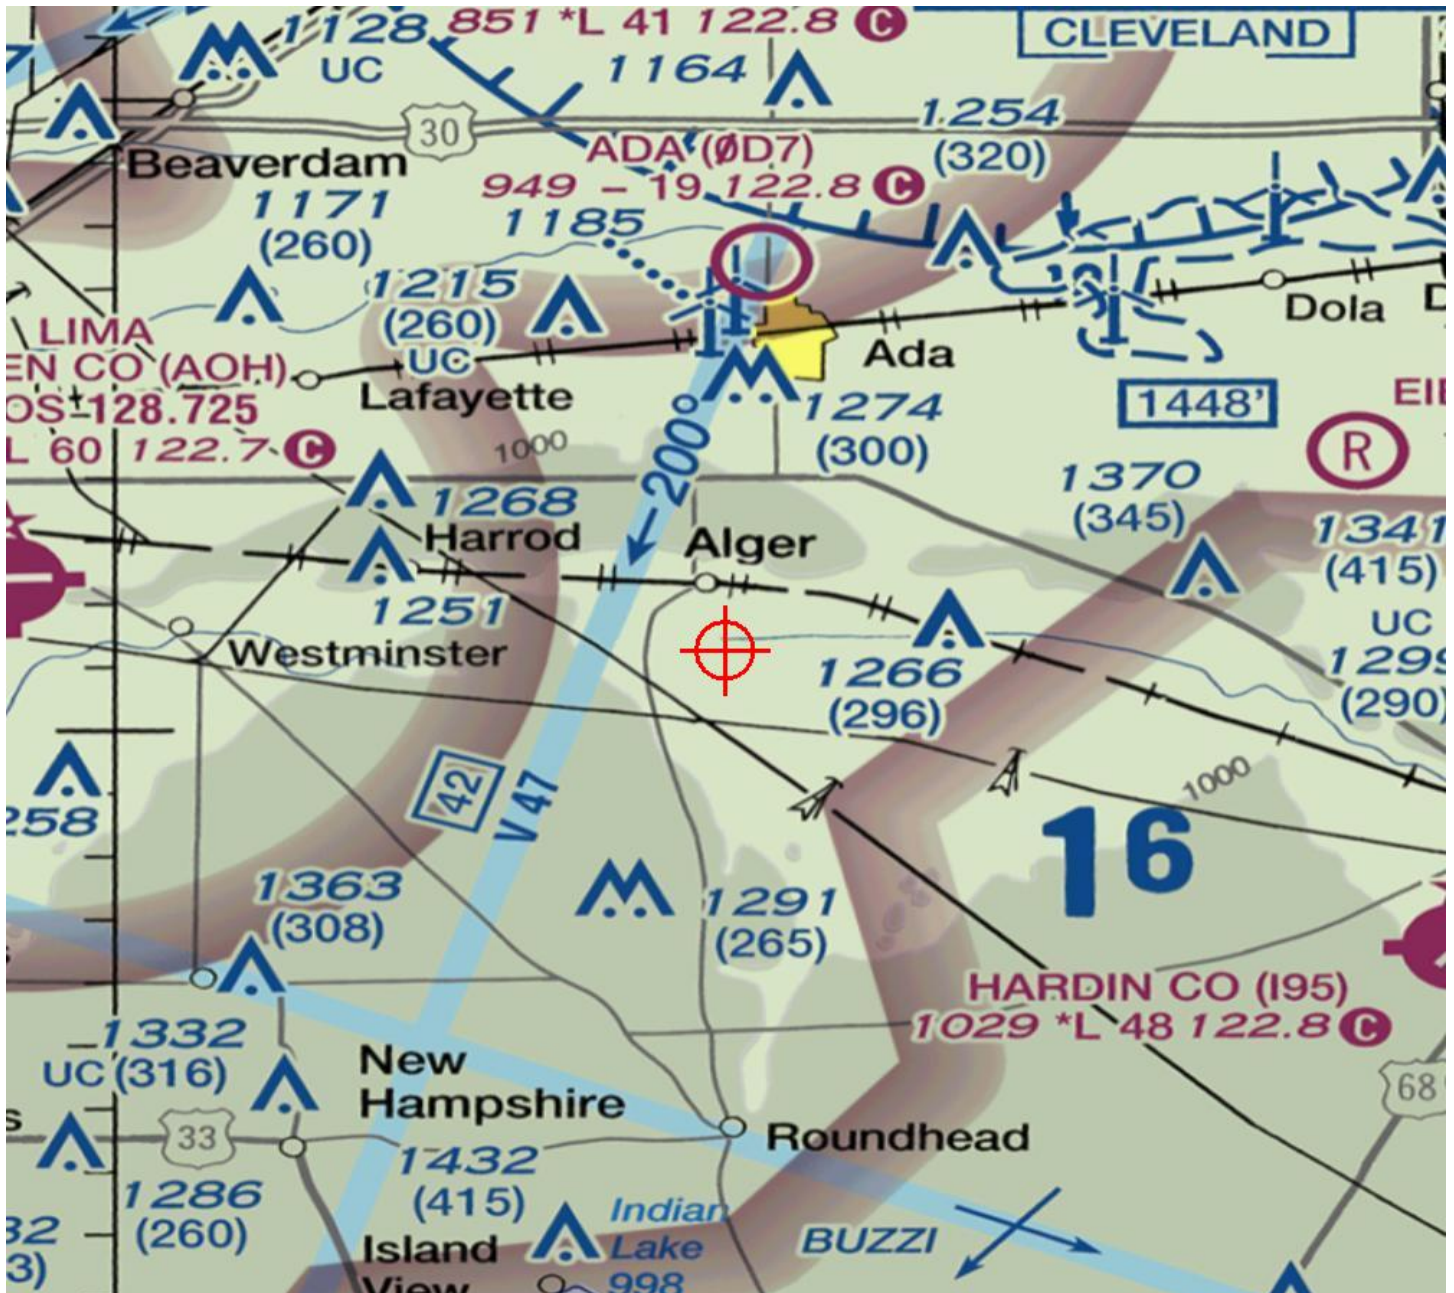 1128
UC
851 *L 41 122.8 C
CLEVELAND
1164
30
1254
(320)
ADA (ØD7)
949 – 19 122.8 C
Beaverdam
1171
(260)
1185
1215
(260)
UC
LIMA
EN CO (AOH)
OS 128.725
L 60 122.7 C
Lafayette
Ada
Dola
1274
(300)
1448'
R
1000
200°
1370
(345)
1341
(415)
1268
Harrod
Alger
1251
UC
Westminster
1266
(296)
(290)
42
V 47
1000
16
258
1363
(308)
1291
(265)
HARDIN CO (I95)
1029 *L 48 122.8 C
1332
UC (316)
New
Hampshire
68
33
Roundhead
1286
(260)
1432
(415)
Indian
Lake
998
BUZZI
Island
View